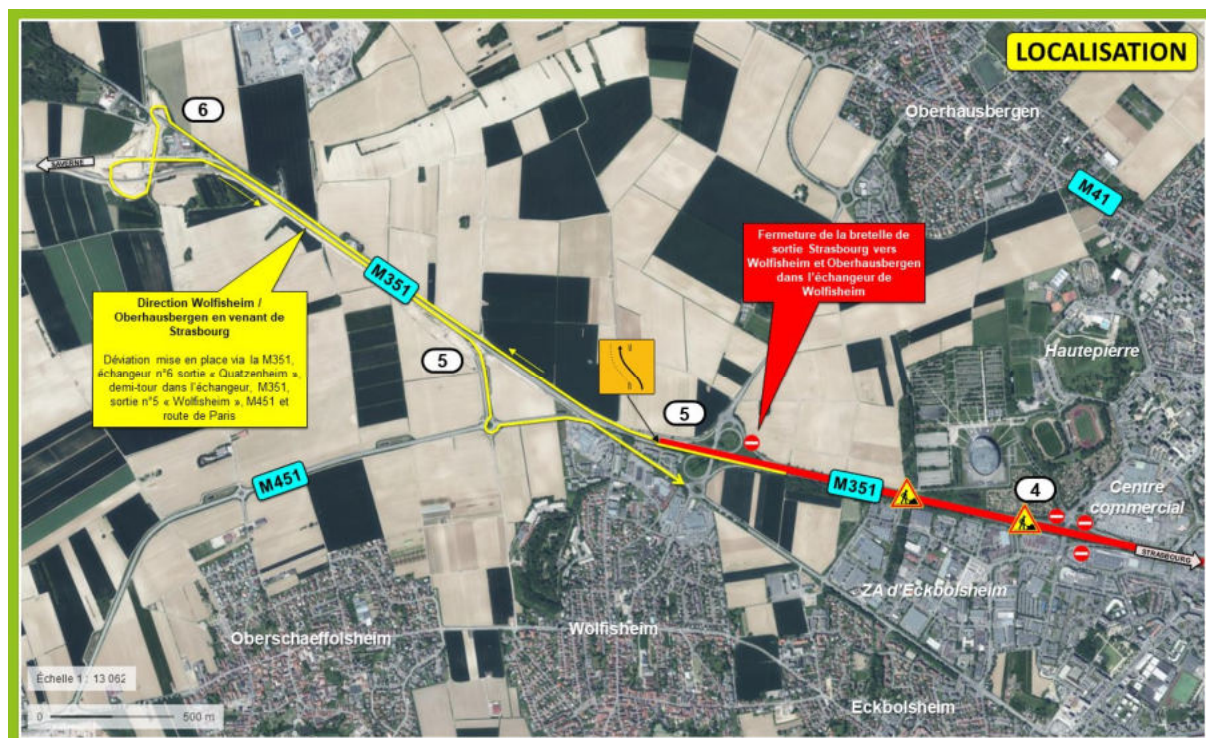 LOCALISATION
6
Oberhausbergen
SAVERNE
M41
Fermeture de la bretelle de
sortie Strasbourg vers
Wolfisheim et Oberhausbergen
dans l'échangeur de
Wolfisheim
M351
Direction Wolfisheim /
Oberhausbergen en venant de
Strasbourg
Déviation mise en place via la M351,
échangeur n°6 sortie « Quatzenheim »,
demi-tour dans l'échangeur, M351,
sortie n°5 « Wolfisheim », M451 et
route de Paris
Hautepierre
5
5
M451
M351
4
Centre
commercial
STRASBOURG
ZA d'Eckbolsheim
Oberschaeffolsheim
Wolfisheim
Échelle 1 : 13 062
Eckbolsheim
0 500 m